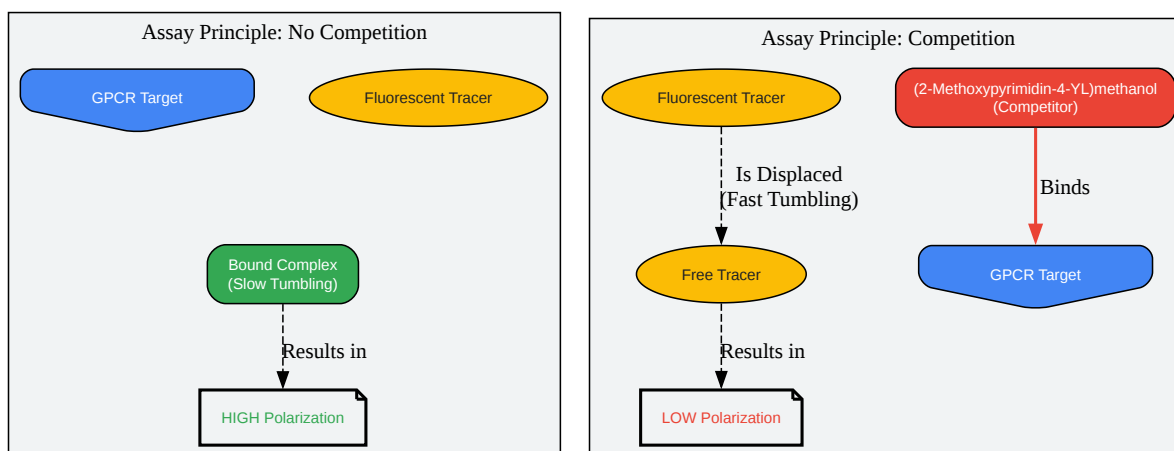 Assay Principle: No Competition
GPCR Target
Fluorescent Tracer
Bound Complex
(Slow Tumbling)
Results in
HIGH Polarization
Assay Principle: Competition
Fluorescent Tracer
(2-Methoxypyrimidin-4-YL)methanol
(Competitor)
Is Displaced
(Fast Tumbling)
Binds
Free Tracer
GPCR Target
Results in
LOW Polarization